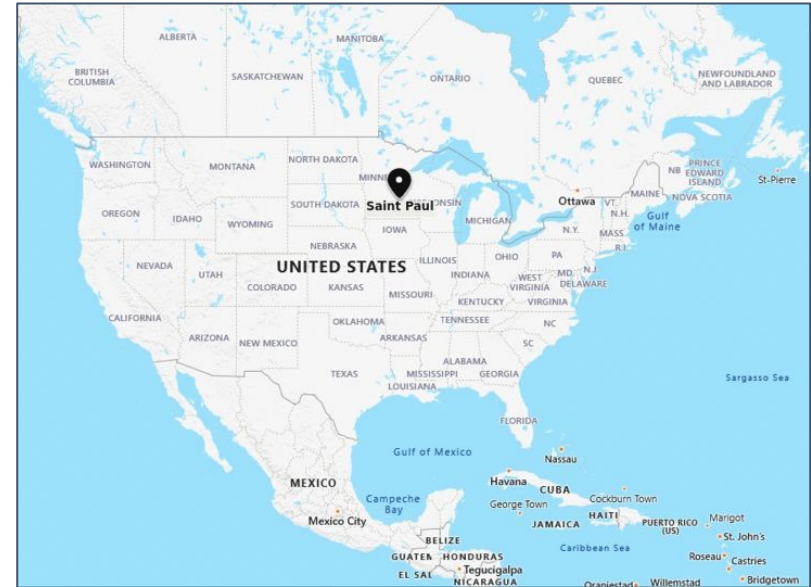 ALBERTA
MANITOBA
BRITISH
COLUMBIA
SASKATCHEWAN
ONTARIO
QUEBEC
NEWFOUNDLAND
AND LABRADOR
WASHINGTON
MONTANA
NORTH DAKOTA
MINNE
NB
PRINCE
EDWARD
ISLAND
St-Pierre
OREGON
IDAHO
WYOMING
SOUTH DAKOTA
Saint Paul
ONSIN
MICHIGAN
Ottawa
VT.
MAINE
NOVA SCOTIA
N.H.
Gulf
of Maine
IOWA
N.Y.
MASS.
R.I.
NEBRASKA
NEVADA
UTAH
UNITED STATES
ILLINOIS
INDIANA
OHIO
PA
N.J.
COLORADO
KANSAS
MISSOURI
WEST
VIRGINIA
MD.
DELAWARE
KENTUCKY
VIRGINIA
CALIFORNIA
OKLAHOMA
TENNESSEE
NC
ARIZONA
NEW MEXICO
ARKANSAS
SC
TEXAS
ALABAMA
MISSISSIPPI
GEORGIA
LOUISIANA
Sargasso Sea
FLORIDA
Gulf of Mexico
Nassau
MEXICO
Havana
CUBA
Campeche
Bay
George Town
Cockburn Town
Mexico City
HAITI
JAMAICA
PUERTO RICO
(US)
Marigot
St. John's
BELIZE
Caribbean Sea
GUATEM
HONDURAS
Roseau
Castries
EL SAL
Tegucigalpa
NICARAGUA
Oranjestad
Willemstad
Bridgetown